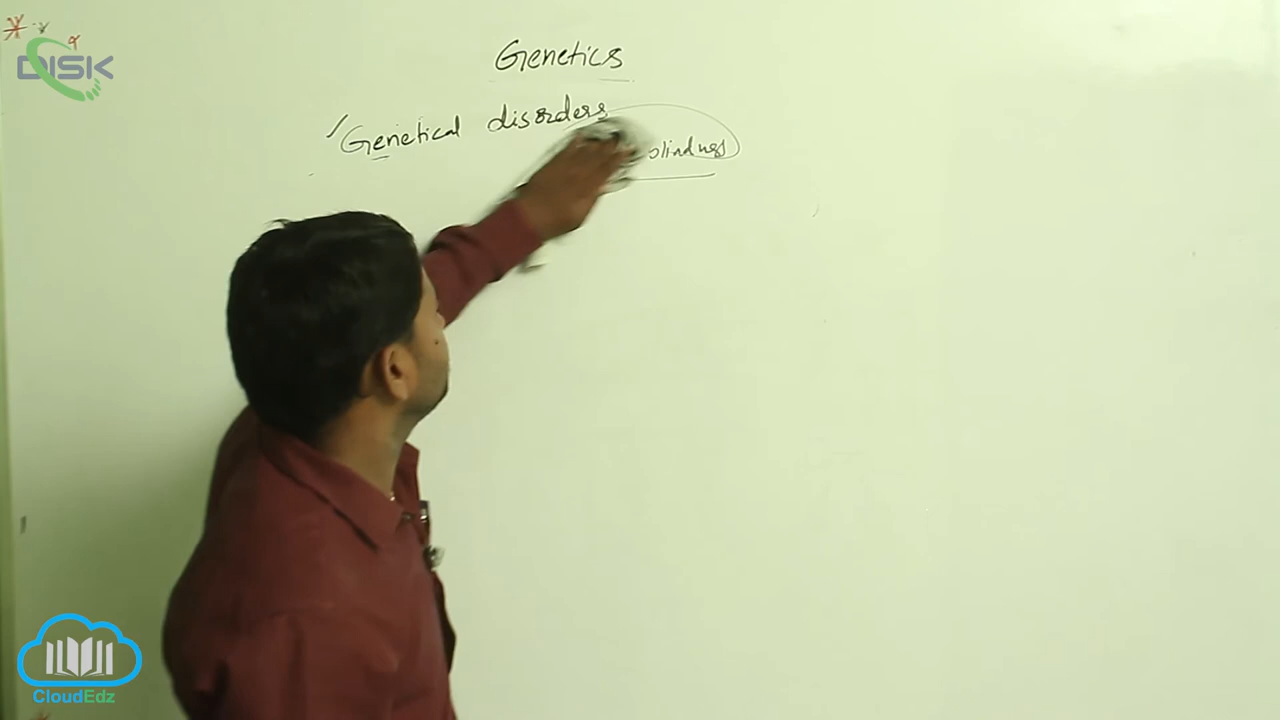 DISK
Genetics
Genetical disorders
blindness
CloudEdz